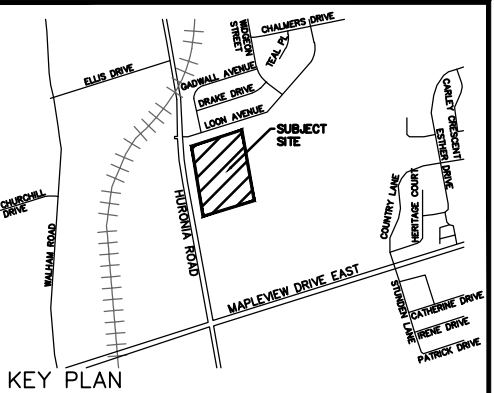 CHALMERS DRIVE
WIDGEON
STREET
TEAL PL
ELLIS DRIVE
GADWALL AVENUE
DRAKE DRIVE
LOON AVENUE
SUBJECT
SITE
CARLEY CRESCENT
ESTHER DRIVE
CHURCHILL
DRIVE
WALHAM ROAD
HURONIA ROAD
COUNTRY LANE
HERITAGE COURT
MAPLEVIEW DRIVE EAST
STUNDEN LANE
CATHERINE DRIVE
IRENE DRIVE
PATRICK DRIVE
KEY PLAN